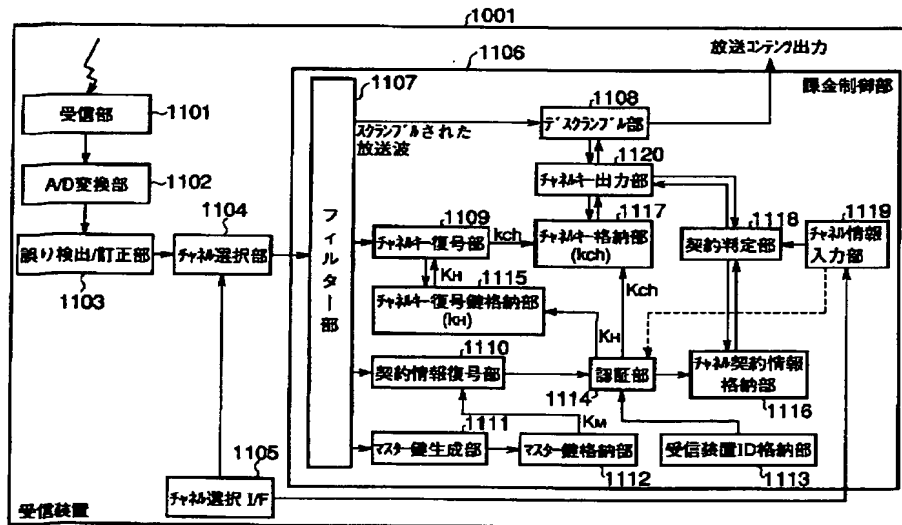 1001
放送コンテンツ出力
1106
1107
課金制御部
受信部
1101
1108
デスクランブル部
スクランブルされた
放送波
1120
A/D変換部
1102
チャネルキー出力部
1104
1109
1117
1118
1119
誤り検出/訂正部
1103
チャネル選択部
フィルター部
チャネルキー復号部
kch
チャネルキー格納部
(kch)
契約判定部
チャネル情報
入力部
KH
1115
Kch
チャネルキー復号鍵格納部
(kH)
KH
1110
契約情報復号部
認証部
1114
チャネル契約情報
格納部
1116
1111
KM
マスター鍵生成部
マスター鍵格納部
1112
受信装置ID格納部
1113
1105
チャネル選択 I/F
受信装置